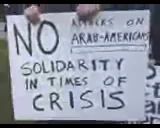 NO ATTACKS ON
ARAB-AMERICANS
SOLIDARITY
IN TIMES OF
CRISIS